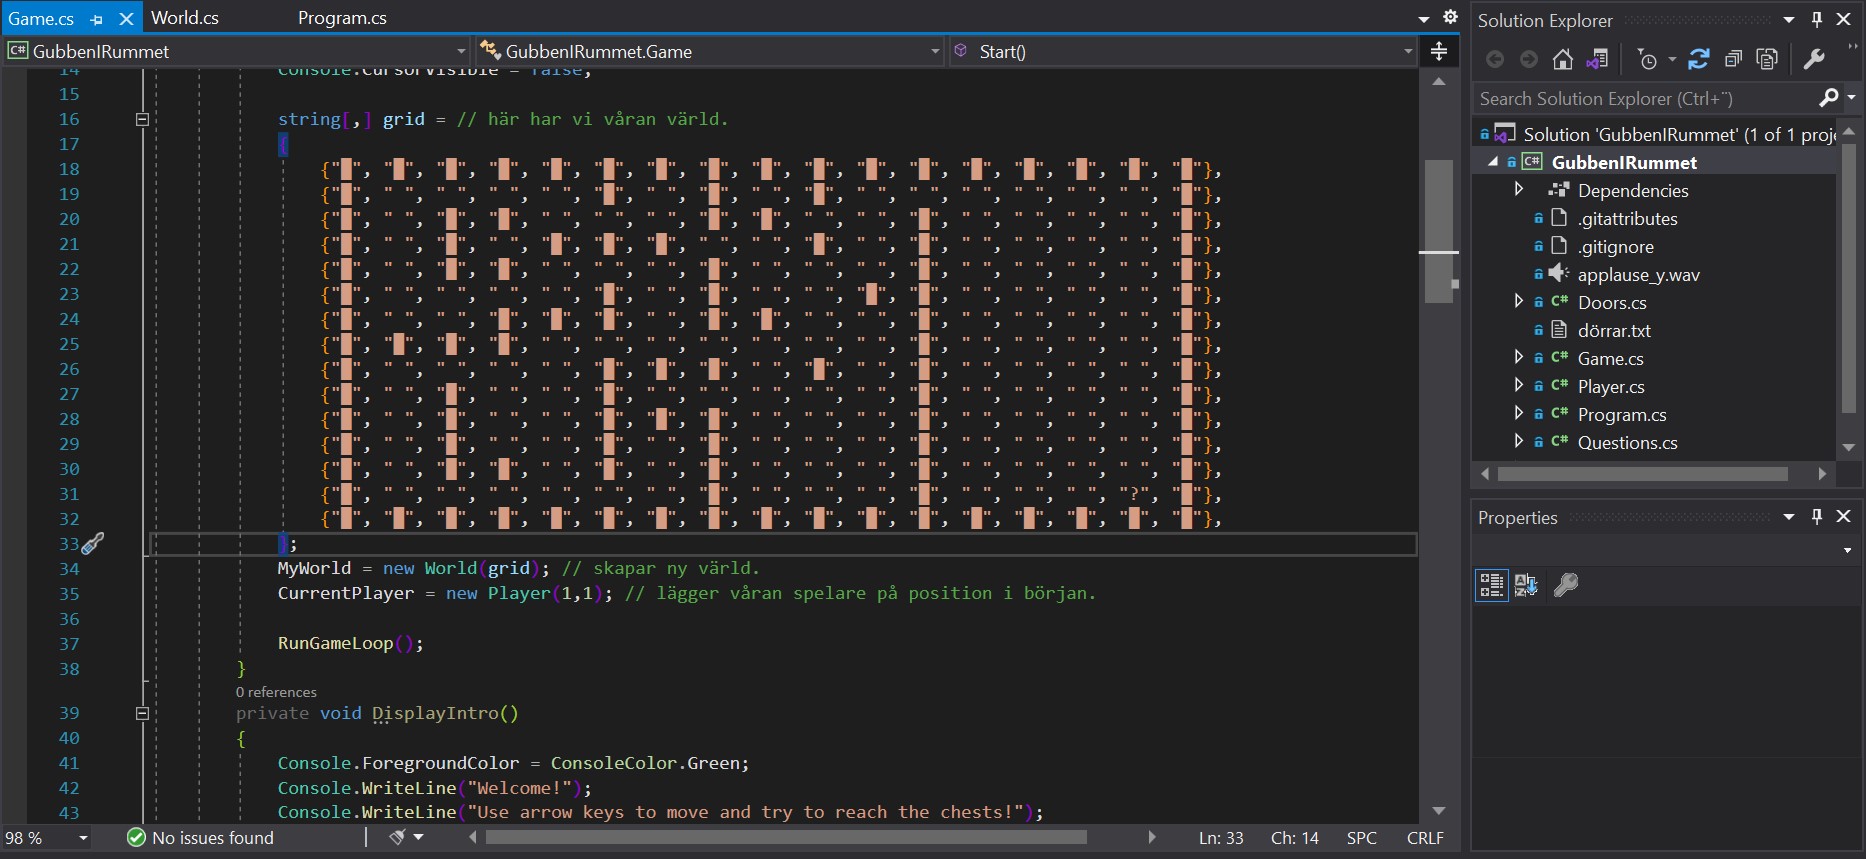 Game.cs World.cs Program.cs
GubbenIRummet GubbenIRummet.Game Start()
14 Console.CursorVisible = false;
15
16 string[,] grid = // här har vi våran värld.
17 {
18 {"█", "█", "█", "█", "█", "█", "█", "█", "█", "█", "█", "█", "█", "█", "█", "█", "█"},
19 {"█", " ", " ", " ", " ", "█", " ", "█", " ", "█", " ", " ", " ", " ", " ", " ", "█"},
20 {"█", " ", "█", "█", " ", " ", " ", "█", "█", " ", " ", "█", " ", " ", " ", " ", "█"},
21 {"█", " ", "█", " ", "█", "█", "█", " ", " ", "█", " ", "█", " ", " ", " ", " ", "█"},
22 {"█", " ", "█", "█", " ", " ", " ", "█", " ", " ", " ", "█", " ", " ", " ", " ", "█"},
23 {"█", " ", " ", " ", " ", "█", " ", "█", " ", " ", "█", "█", " ", " ", " ", " ", "█"},
24 {"█", " ", " ", "█", "█", "█", " ", "█", "█", " ", " ", "█", " ", " ", " ", " ", "█"},
25 {"█", "█", "█", "█", " ", " ", " ", " ", " ", " ", " ", "█", " ", " ", " ", " ", "█"},
26 {"█", " ", " ", " ", " ", "█", "█", "█", " ", "█", " ", "█", " ", " ", " ", " ", "█"},
27 {"█", " ", "█", " ", " ", "█", " ", " ", " ", " ", " ", "█", " ", " ", " ", " ", "█"},
28 {"█", " ", "█", " ", " ", "█", "█", "█", " ", " ", " ", "█", " ", " ", " ", " ", "█"},
29 {"█", " ", "█", " ", " ", "█", " ", "█", " ", " ", " ", "█", " ", " ", " ", " ", "█"},
30 {"█", " ", "█", "█", " ", "█", " ", "█", " ", " ", " ", "█", " ", " ", " ", " ", "█"},
31 {"█", " ", " ", " ", " ", " ", " ", "█", " ", " ", " ", "█", " ", " ", " ", "?", "█"},
32 {"█", "█", "█", "█", "█", "█", "█", "█", "█", "█", "█", "█", "█", "█", "█", "█", "█"},
33 };
34 MyWorld = new World(grid); // skapar ny värld.
35 CurrentPlayer = new Player(1,1); // lägger våran spelare på position i början.
36
37 RunGameLoop();
38 }
0 references
39 private void DisplayIntro()
40 {
41 Console.ForegroundColor = ConsoleColor.Green;
42 Console.WriteLine("Welcome!");
43 Console.WriteLine("Use arrow keys to move and try to reach the chests!");
98 % No issues found Ln: 33 Ch: 14 SPC CRLF
Solution Explorer
Search Solution Explorer (Ctrl+¨)
Solution 'GubbenIRummet' (1 of 1 proje
C# GubbenIRummet
Dependencies
.gitattributes
.gitignore
applause_y.wav
C# Doors.cs
dörrar.txt
C# Game.cs
C# Player.cs
C# Program.cs
C# Questions.cs
Properties